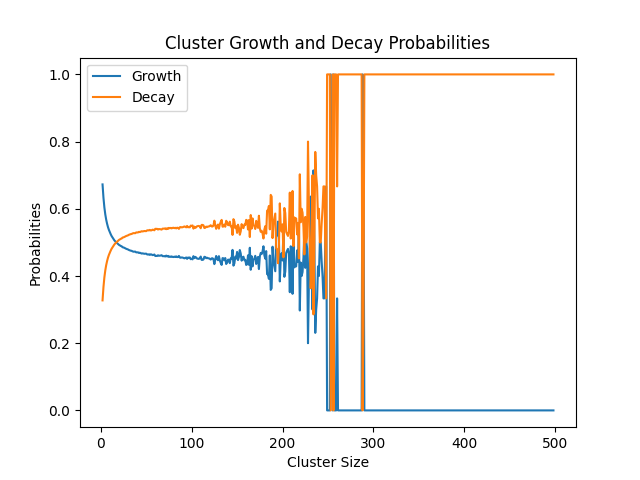 Cluster Growth and Decay Probabilities
Growth
Decay
Probabilities
1.0
0.8
0.6
0.4
0.2
0.0
0
100
200
300
400
500
Cluster Size